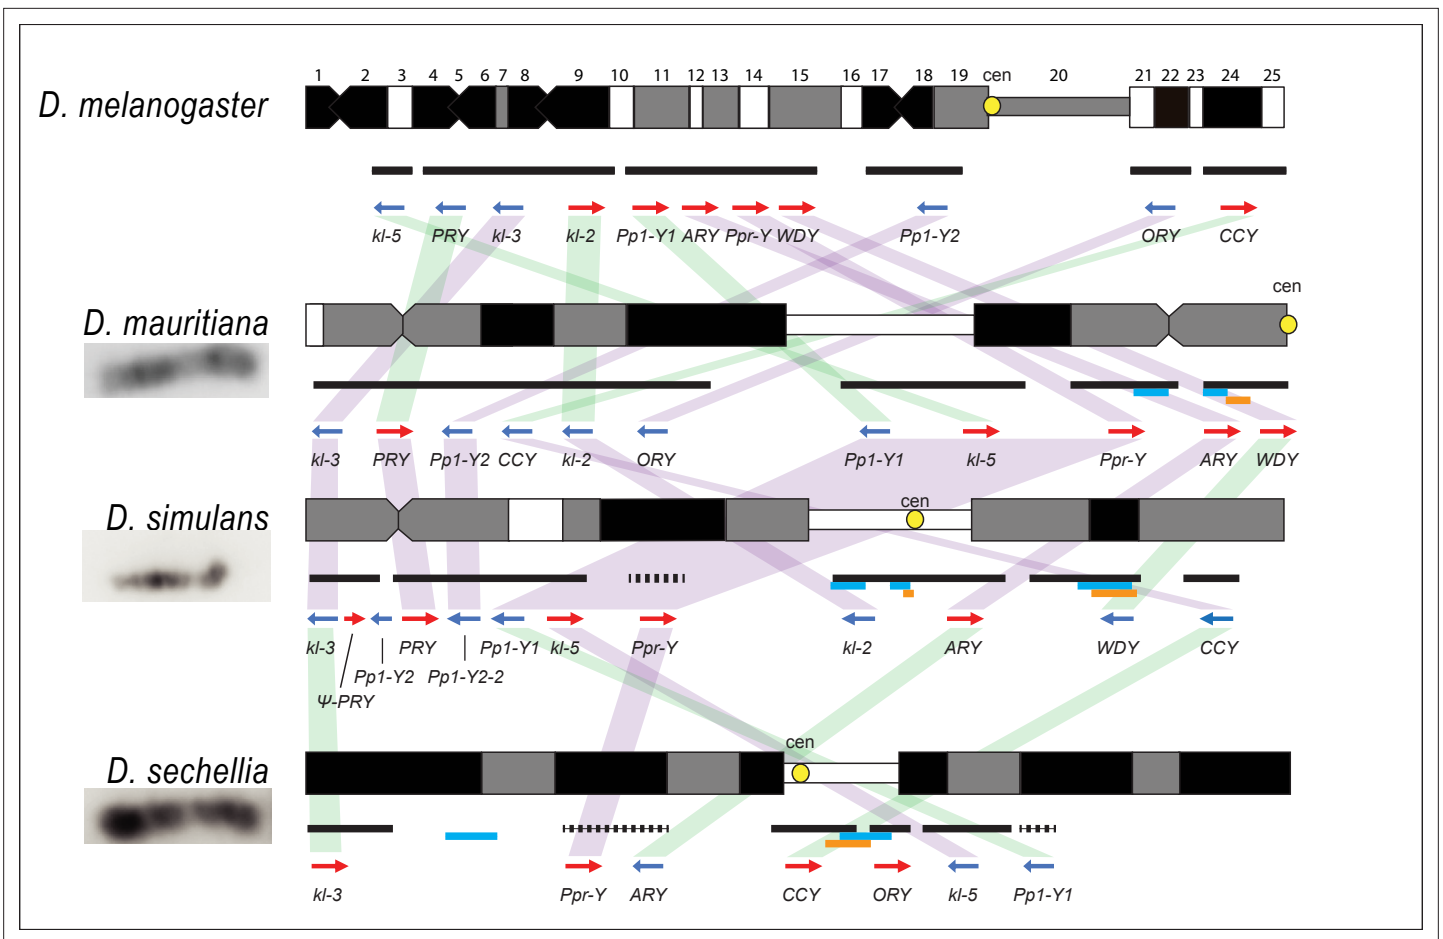 1 2 3 4 5 6 7 8 9 10 11 12 13 14 15 16 17 18 19 cen 20 21 22 23 24 25
D. melanogaster
kl-5 PRY kl-3 kl-2 Pp1-Y1 ARY Ppr-Y WDY Pp1-Y2 ORY CCY
cen
D. mauritiana
kl-3 PRY Pp1-Y2 CCY kl-2 ORY Pp1-Y1 kl-5 Ppr-Y ARY WDY
cen
D. simulans
kl-3 PRY Pp1-Y1 kl-5 Ppr-Y kl-2 ARY WDY CCY
Pp1-Y2 Pp1-Y2-2
Ψ-PRY
cen
D. sechellia
kl-3 Ppr-Y ARY CCY ORY kl-5 Pp1-Y1